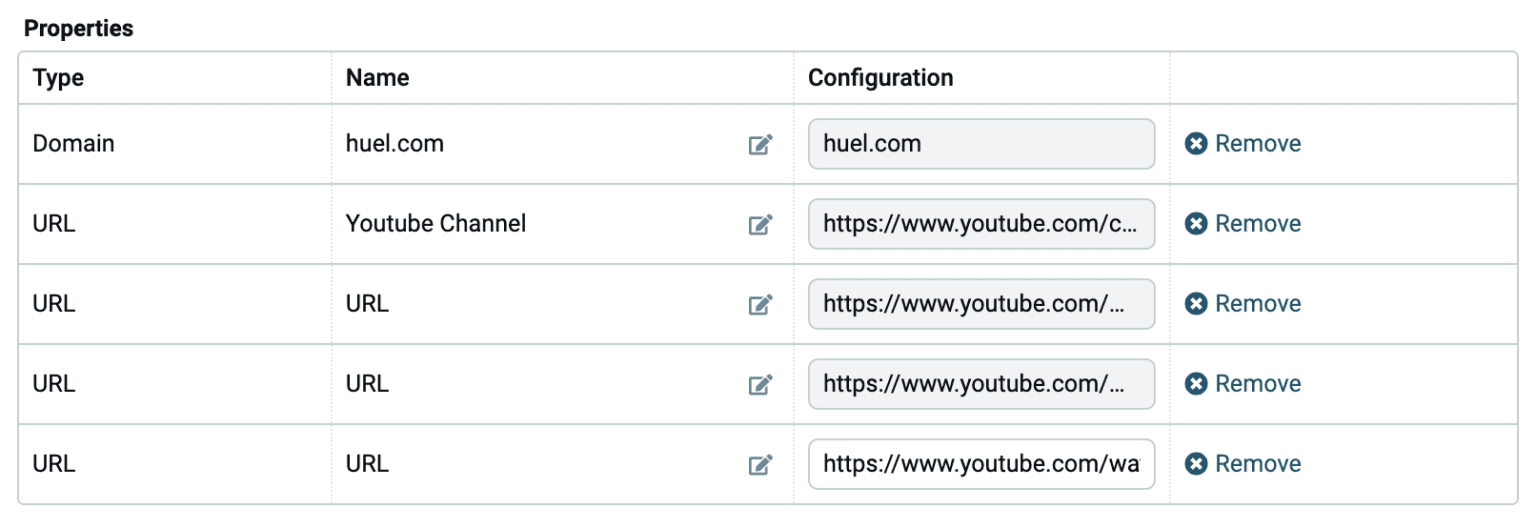 Properties
Type Name Configuration
Domain huel.com huel.com Remove
URL Youtube Channel https://www.youtube.com/c... Remove
URL URL https://www.youtube.com/... Remove
URL URL https://www.youtube.com/... Remove
URL URL https://www.youtube.com/wa Remove